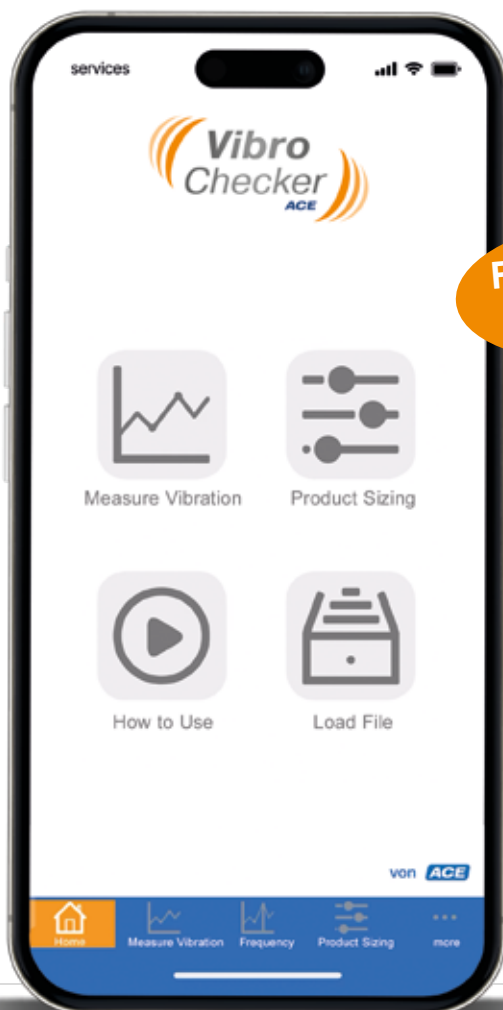 services
Vibro
Checker
ACE
Measure Vibration
Product Sizing
How to Use
Load File
von ACE
Home
Measure Vibration
Frequency
Product Sizing
more